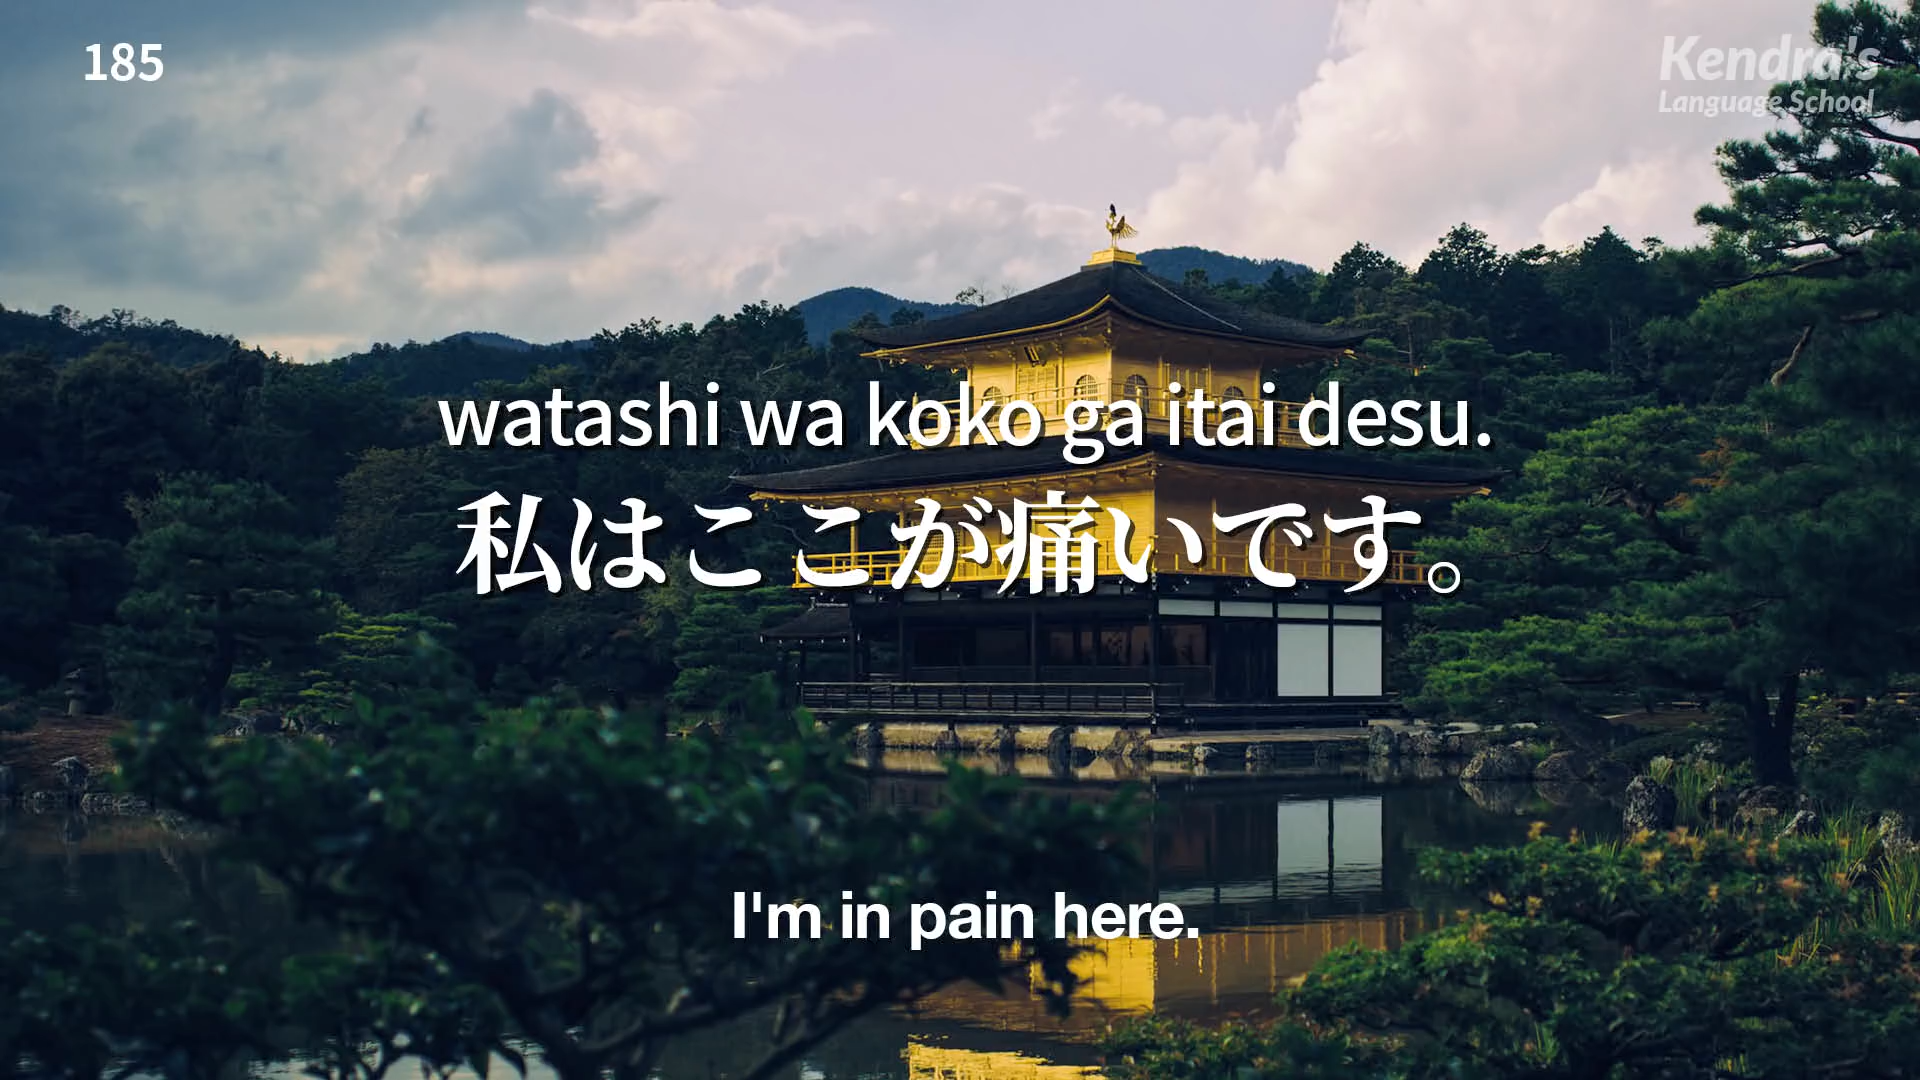 185
Kendra's
Language School
watashi wa koko ga itai desu.
私はここが痛いです。
I'm in pain here.